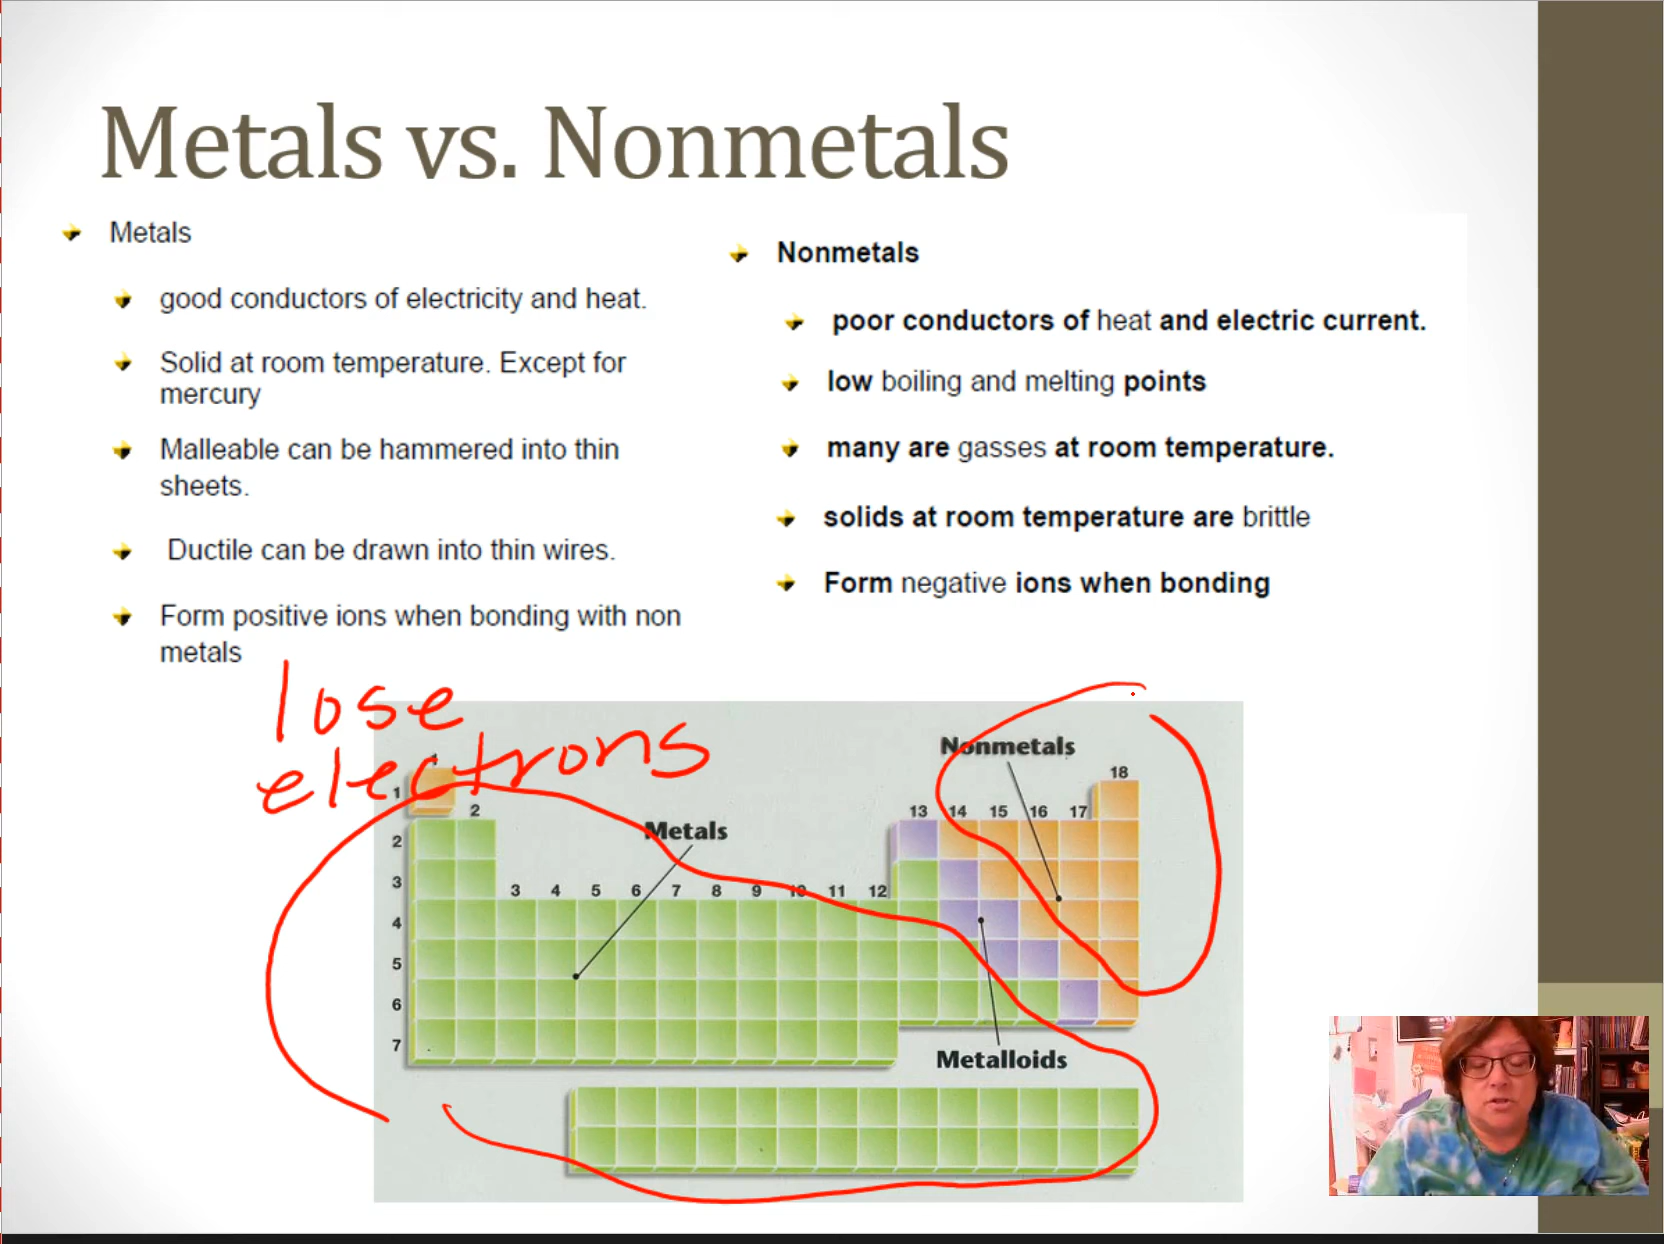 Metals vs. Nonmetals
Metals
good conductors of electricity and heat.
Solid at room temperature. Except for
mercury
Malleable can be hammered into thin
sheets.
Ductile can be drawn into thin wires.
Form positive ions when bonding with non
metals
Nonmetals
poor conductors of heat and electric current.
low boiling and melting points
many are gasses at room temperature.
solids at room temperature are brittle
Form negative ions when bonding
lose
electrons
Nonmetals
18
1
1
2
13 14 15 16 17
Metals
2
3
3 4 5 6 7 8 9 10 11 12
4
5
6
7
Metalloids